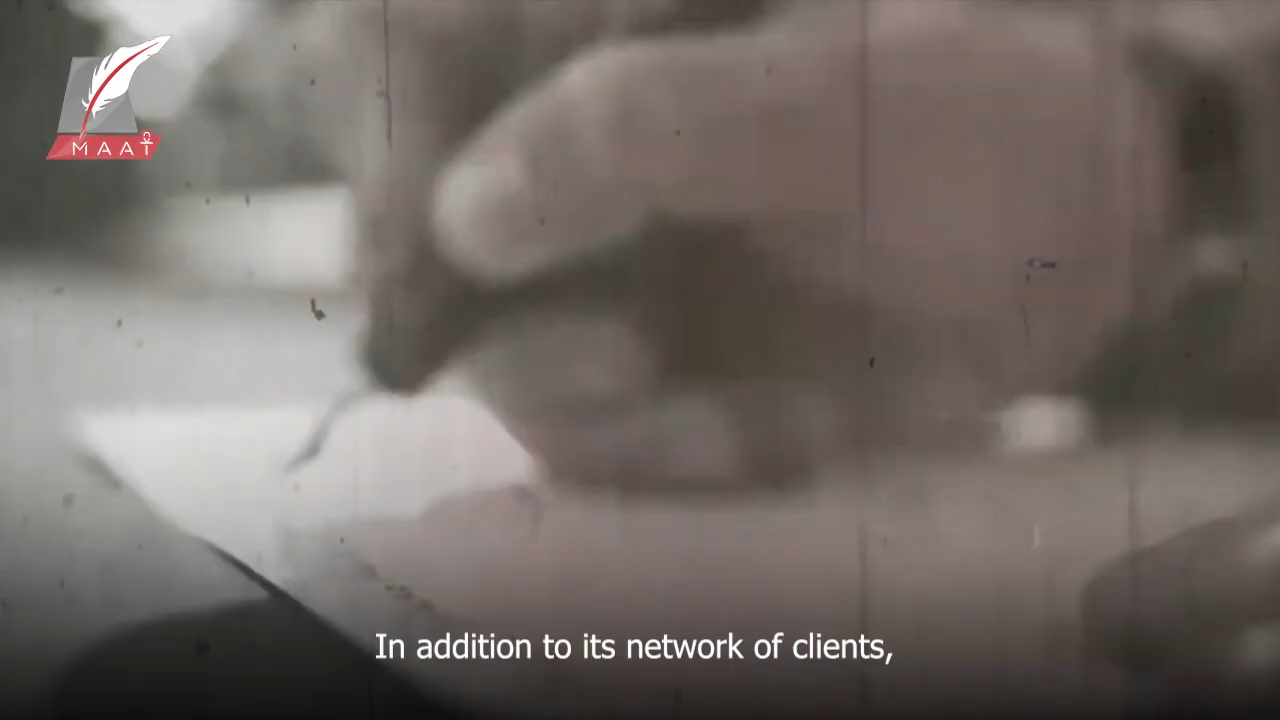 MAAT
In addition to its network of clients,